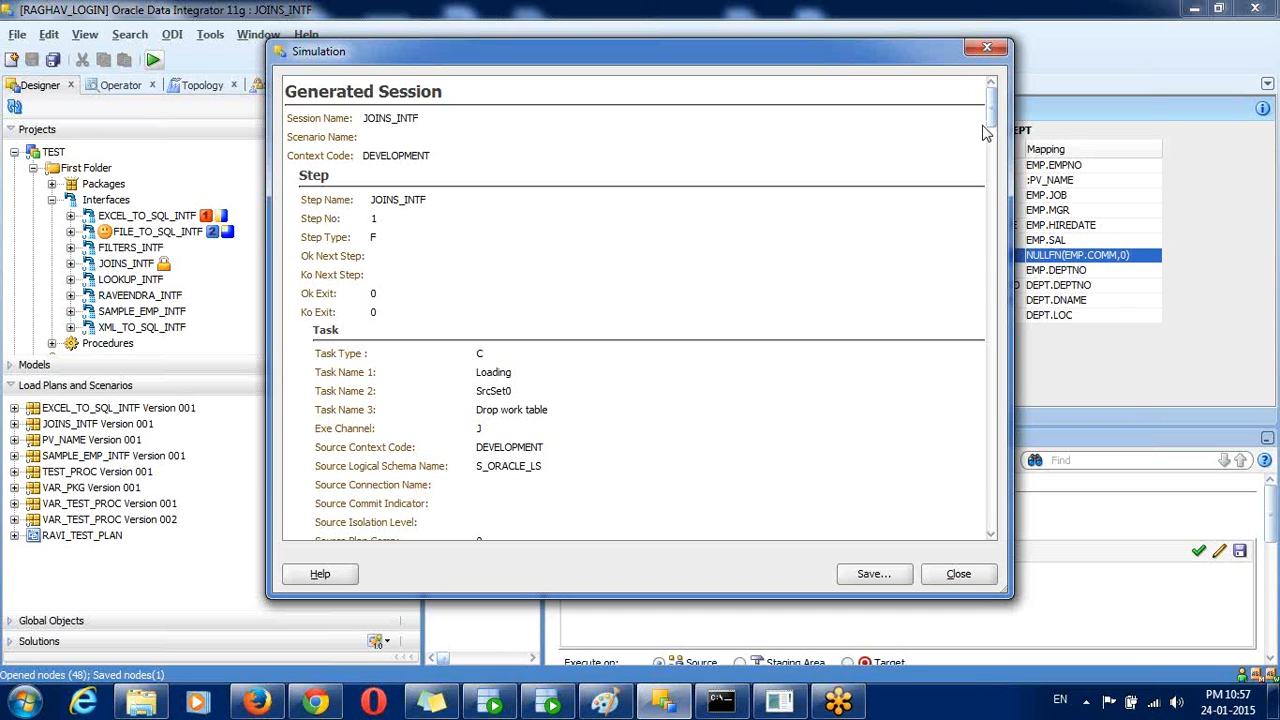 [RAGHAV_LOGIN] Oracle Data Integrator 11g : JOINS_INTF
File Edit View Search ODI Tools Window Help
Simulation
Designer Operator Topology
Projects
TEST
First Folder
Packages
Interfaces
EXCEL_TO_SQL_INTF 1
FILE_TO_SQL_INTF 2
FILTERS_INTF
JOINS_INTF
LOOKUP_INTF
RAVEENDRA_INTF
SAMPLE_EMP_INTF
XML_TO_SQL_INTF
Procedures
Models
Load Plans and Scenarios
EXCEL_TO_SQL_INTF Version 001
JOINS_INTF Version 001
PV_NAME Version 001
SAMPLE_EMP_INTF Version 001
TEST_PROC Version 001
VAR_PKG Version 001
VAR_TEST_PROC Version 001
VAR_TEST_PROC Version 002
RAVI_TEST_PLAN
Global Objects
Solutions
Generated Session
Session Name: JOINS_INTF
Scenario Name:
Context Code: DEVELOPMENT
Step
Step Name: JOINS_INTF
Step No: 1
Step Type: F
Ok Next Step:
Ko Next Step:
Ok Exit: 0
Ko Exit: 0
Task
Task Type : C
Task Name 1: Loading
Task Name 2: SrcSet0
Task Name 3: Drop work table
Exe Channel: J
Source Context Code: DEVELOPMENT
Source Logical Schema Name: S_ORACLE_LS
Source Connection Name:
Source Commit Indicator:
Source Isolation Level:
Help Save... Close
Mapping
EMP.EMPNO
:PV_NAME
EMP.JOB
EMP.MGR
EMP.HIREDATE
EMP.SAL
NULLFN(EMP.COMM,0)
EMP.DEPTNO
DEPT.DEPTNO
DEPT.DNAME
DEPT.LOC
Find
Execute on: Source Staging Area Target
Opened nodes (48); Saved nodes(1)
EN
PM 10:57
24-01-2015